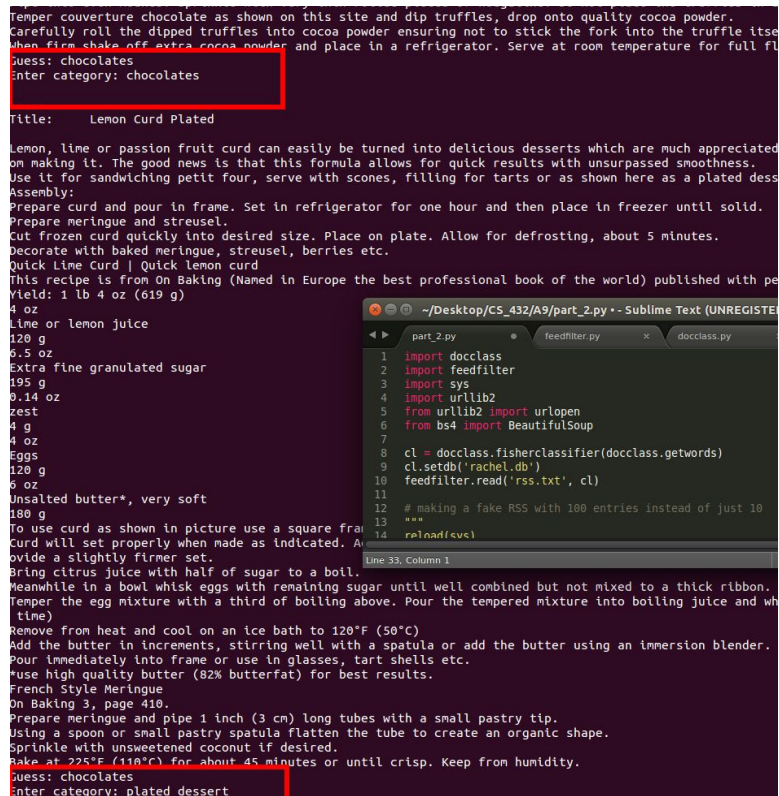 Temper couverture chocolate as shown on this site and dip truffles, drop onto quality cocoa powder.
Carefully roll the dipped truffles into cocoa powder ensuring not to stick the fork into the truffle itse
When firm shake off extra cocoa powder and place in a refrigerator. Serve at room temperature for full fl
Guess: chocolates
Enter category: chocolates
Title: Lemon Curd Plated
Lemon, lime or passion fruit curd can easily be turned into delicious desserts which are much appreciated
om making it. The good news is that this formula allows for quick results with unsurpassed smoothness.
Use it for sandwiching petit four, serve with scones, filling for tarts or as shown here as a plated dess
Assembly:
Prepare curd and pour in frame. Set in refrigerator for one hour and then place in freezer until solid.
Prepare meringue and streusel.
Cut frozen curd quickly into desired size. Place on plate. Allow for defrosting, about 5 minutes.
Decorate with baked meringue, streusel, berries etc.
Quick Lime Curd | Quick lemon curd
This recipe is from On Baking (Named in Europe the best professional book of the world) published with pe
Yield: 1 lb 4 oz (619 g)
4 oz
Lime or lemon juice
120 g
6.5 oz
Extra fine granulated sugar
195 g
0.14 oz
zest
4 g
4 oz
Eggs
120 g
6 oz
Unsalted butter*, very soft
180 g
To use curd as shown in picture use a square fra
Curd will set properly when made as indicated.
ovide a slightly firmer set.
Bring citrus juice with half of sugar to a boil.
Meanwhile in a bowl whisk eggs with remaining sugar until well combined but not mixed to a thick ribbon.
Temper the egg mixture with a third of boiling above. Pour the tempered mixture into boiling juice and wh
time)
Remove from heat and cool on an ice bath to 120°F (50°C)
Add the butter in increments, stirring well with a spatula or add the butter using an immersion blender.
Pour immediately into frame or use in glasses, tart shells etc.
*use high quality butter (82% butterfat) for best results.
French Style Meringue
On Baking 3, page 410.
Prepare meringue and pipe 1 inch (3 cm) long tubes with a small pastry tip.
Using a spoon or small pastry spatula flatten the tube to create an organic shape.
Sprinkle with unsweetened coconut if desired.
Bake at 225°F (110°C) for about 45 minutes or until crisp. Keep from humidity.
Guess: chocolates
Enter category: plated dessert
~/Desktop/CS_432/A9/part_2.py • - Sublime Text (UNREGISTE
part_2.py feedfilter.py docclass.py
1 import docclass
2 import feedfilter
3 import sys
4 import urllib2
5 from urllib2 import urlopen
6 from bs4 import BeautifulSoup
7
8 cl = docclass.fisherclassifier(docclass.getwords)
9 cl.setdb('rachel.db')
10 feedfilter.read('rss.txt', cl)
11
12 # making a fake RSS with 100 entries instead of just 10
13 """
14 reload(sys)
Line 33, Column 1